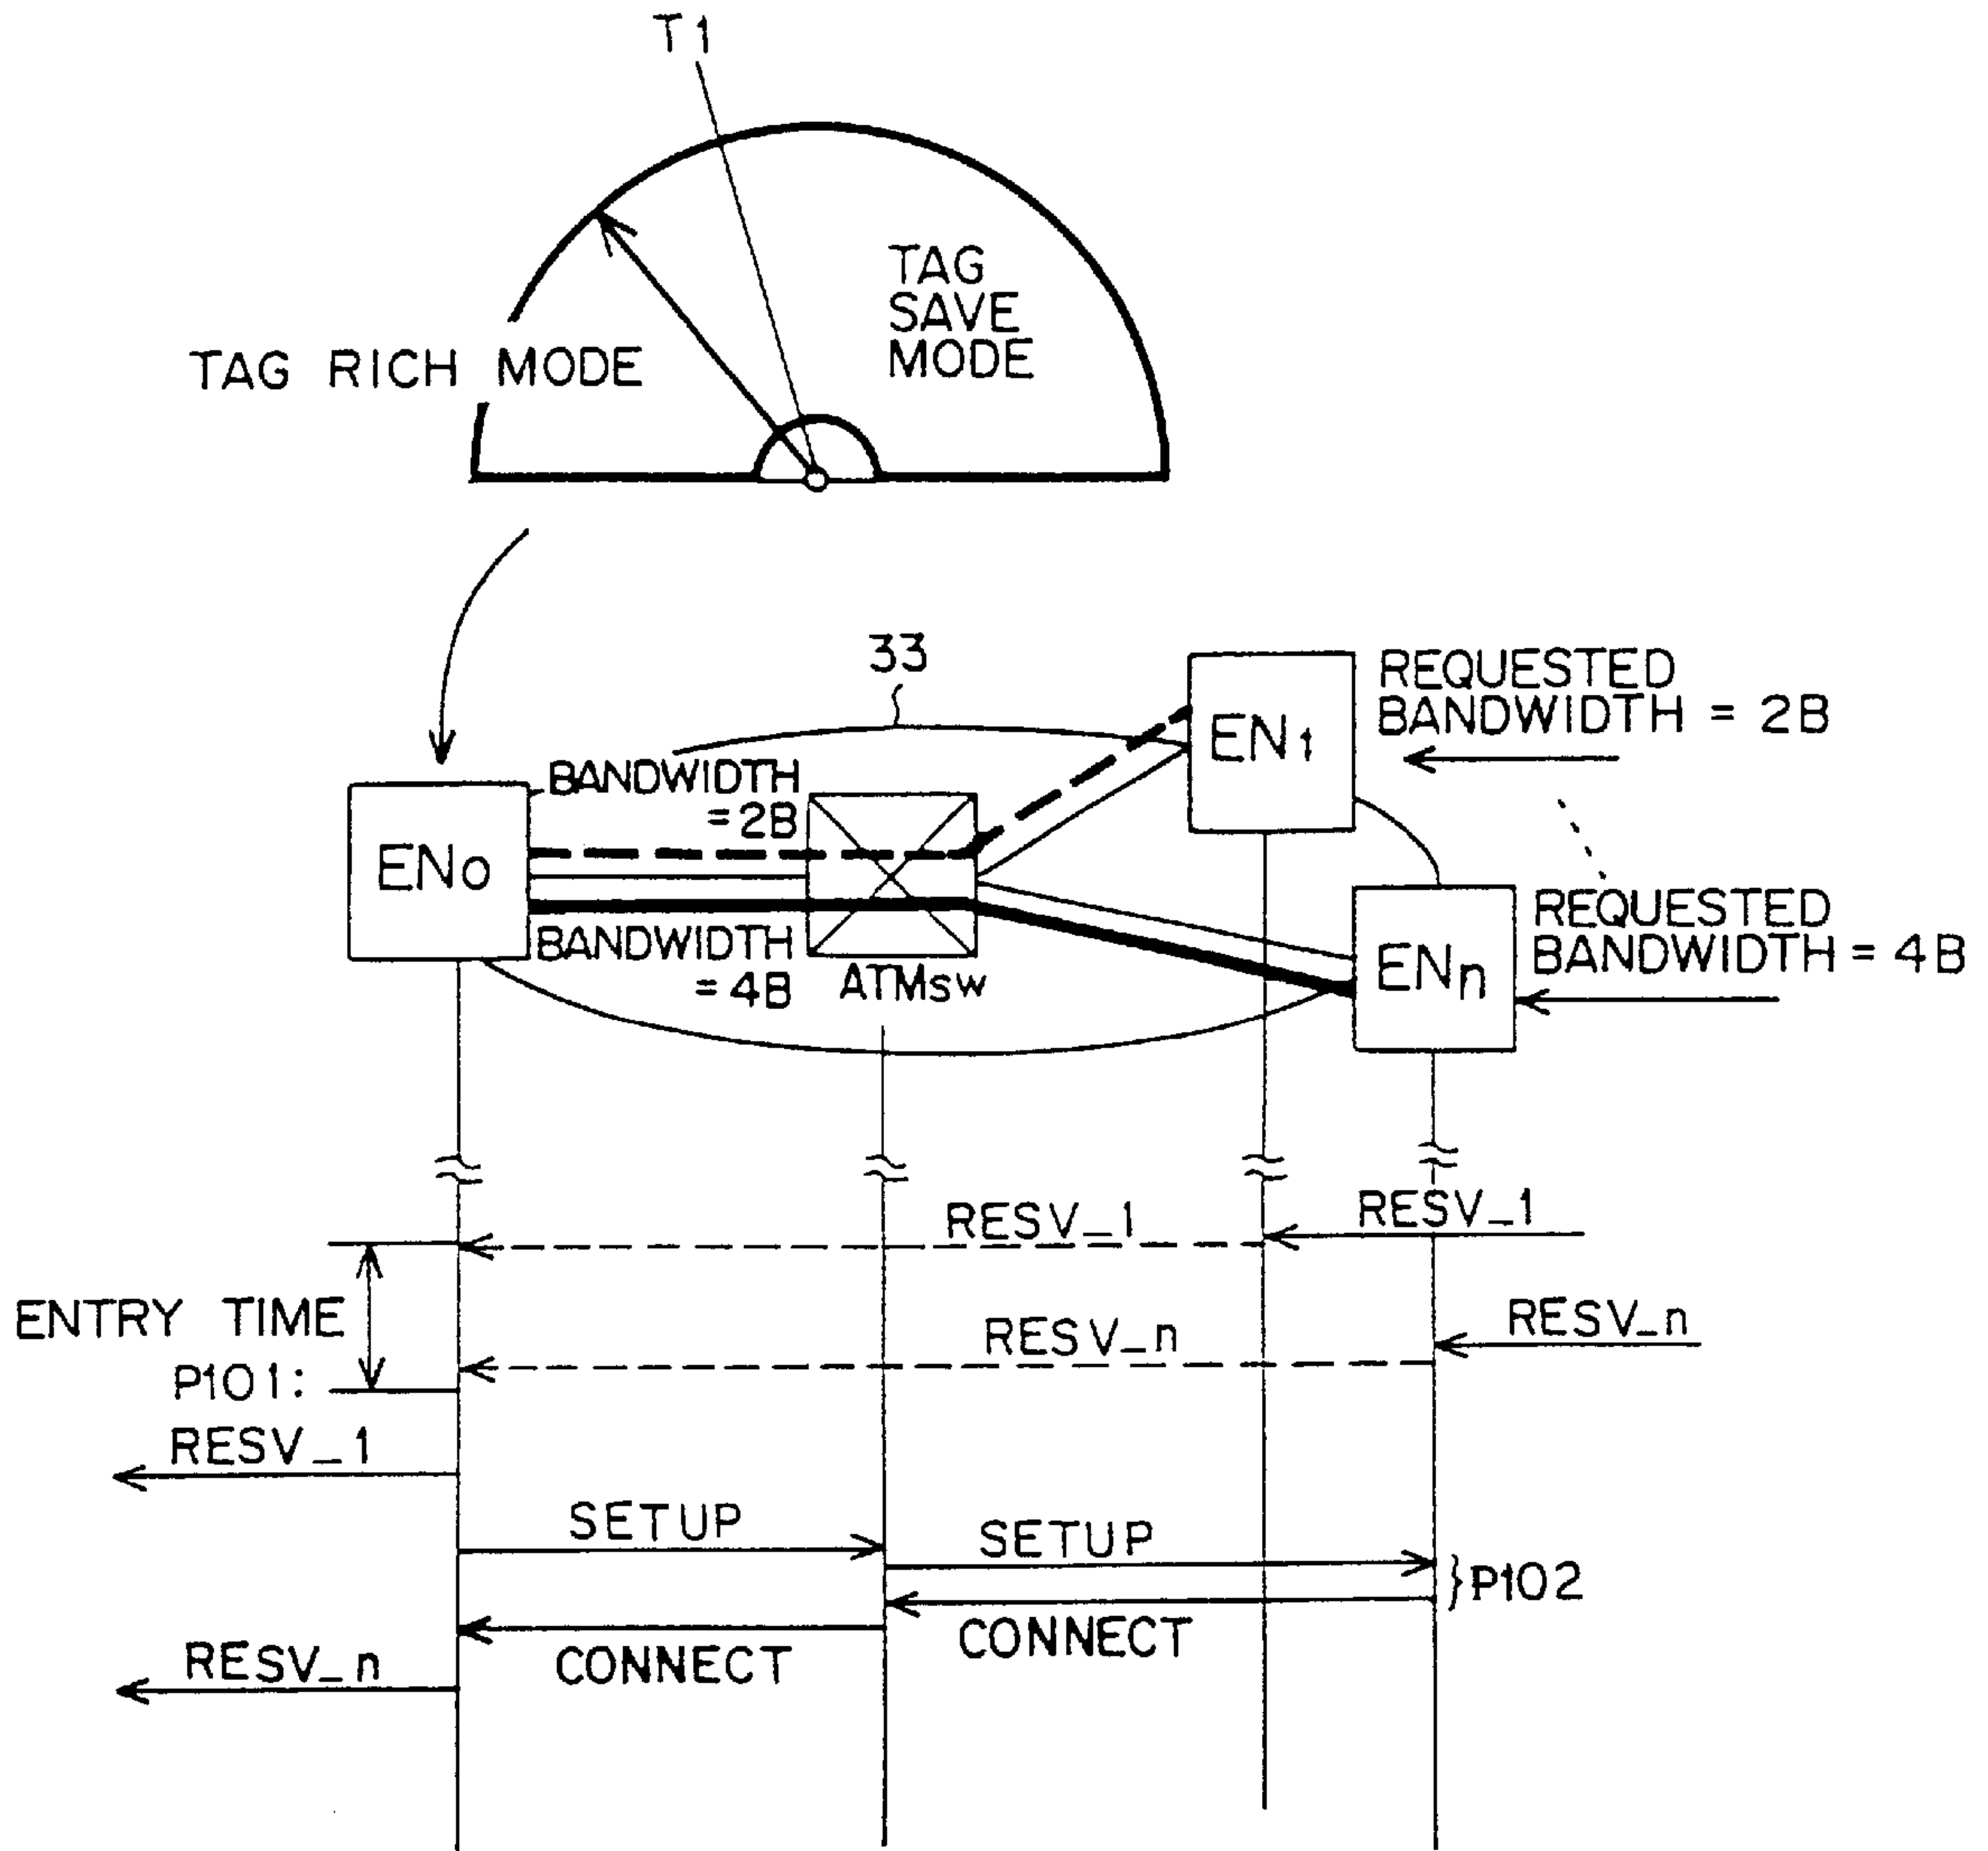 T1
TAG
SAVE
MODE
TAG RICH MODE
33
REQUESTED
BANDWIDTH = 2B
EN1
BANDWIDTH
=2B
EN0
REQUESTED
BANDWIDTH = 4B
BANDWIDTH
=4B
ATMsw
ENn
RESV_1
RESV_1
ENTRY TIME
RESV_n
RESV_n
P101:
RESV_1
SETUP
SETUP
P102
CONNECT
CONNECT
RESV_n